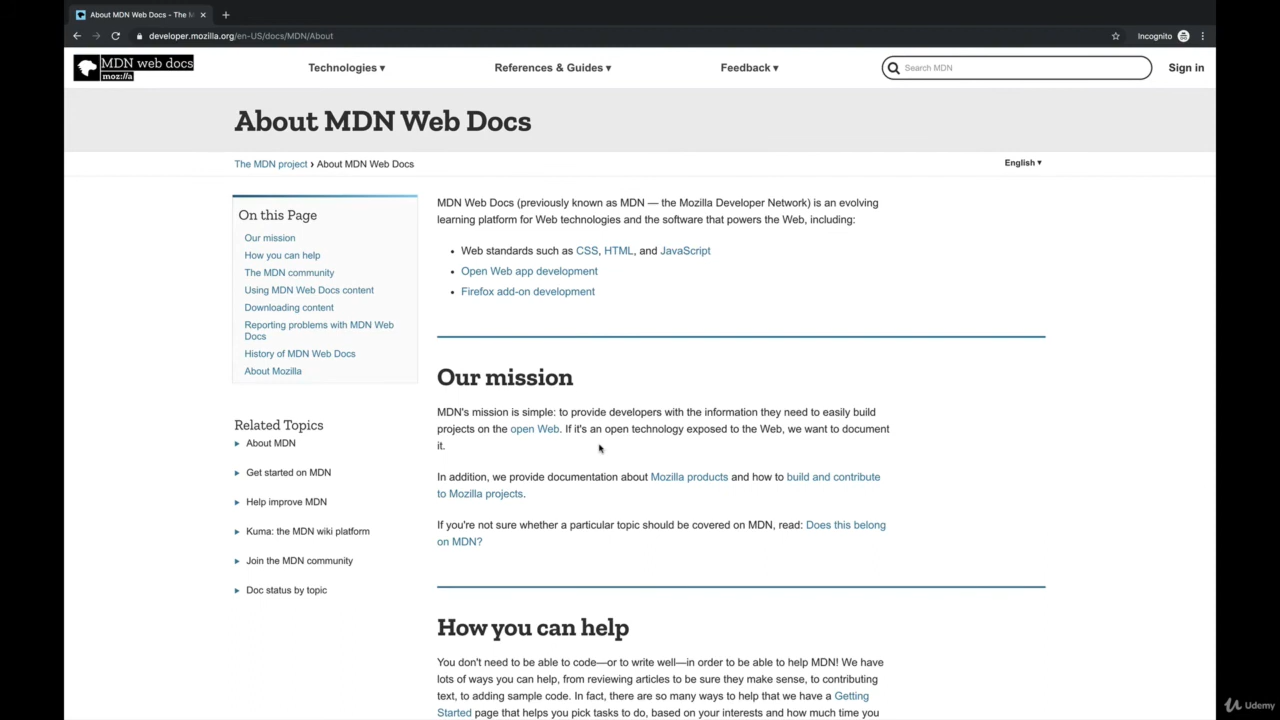 About MDN Web Docs - The M
developer.mozilla.org/en-US/docs/MDN/About
Incognito
MDN web docs
moz://a
Technologies ▾
References & Guides ▾
Feedback ▾
Search MDN
Sign in
About MDN Web Docs
The MDN project › About MDN Web Docs
English ▾
On this Page
Our mission
How you can help
The MDN community
Using MDN Web Docs content
Downloading content
Reporting problems with MDN Web
Docs
History of MDN Web Docs
About Mozilla
Related Topics
About MDN
Get started on MDN
Help improve MDN
Kuma: the MDN wiki platform
Join the MDN community
Doc status by topic
MDN Web Docs (previously known as MDN — the Mozilla Developer Network) is an evolving
learning platform for Web technologies and the software that powers the Web, including:
• Web standards such as CSS, HTML, and JavaScript
• Open Web app development
• Firefox add-on development
Our mission
MDN's mission is simple: to provide developers with the information they need to easily build
projects on the open Web. If it's an open technology exposed to the Web, we want to document
it.
In addition, we provide documentation about Mozilla products and how to build and contribute
to Mozilla projects.
If you're not sure whether a particular topic should be covered on MDN, read: Does this belong
on MDN?
How you can help
You don't need to be able to code—or to write well—in order to be able to help MDN! We have
lots of ways you can help, from reviewing articles to be sure they make sense, to contributing
text, to adding sample code. In fact, there are so many ways to help that we have a Getting
Started page that helps you pick tasks to do, based on your interests and how much time you
Udemy